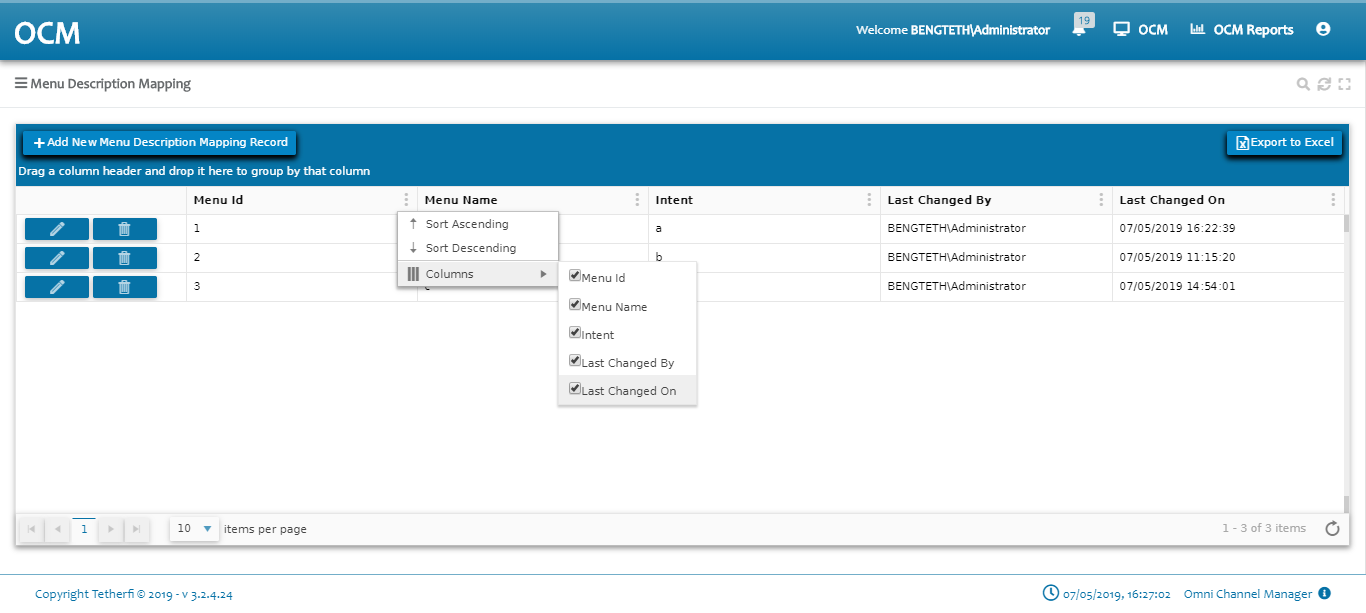 OCM
Welcome BENGTETH\Administrator
19
OCM
OCM Reports
Menu Description Mapping
Add New Menu Description Mapping Record
Export to Excel
Drag a column header and drop it here to group by that column
Menu Id Menu Name Intent Last Changed By Last Changed On
1 a BENGTETH\Administrator 07/05/2019 16:22:39
2 b BENGTETH\Administrator 07/05/2019 11:15:20
3 BENGTETH\Administrator 07/05/2019 14:54:01
Sort Ascending
Sort Descending
Columns
Menu Id
Menu Name
Intent
Last Changed By
Last Changed On
1 10 items per page 1 - 3 of 3 items
Copyright Tetherfi © 2019 - v 3.2.4.24 07/05/2019, 16:27:02 Omni Channel Manager